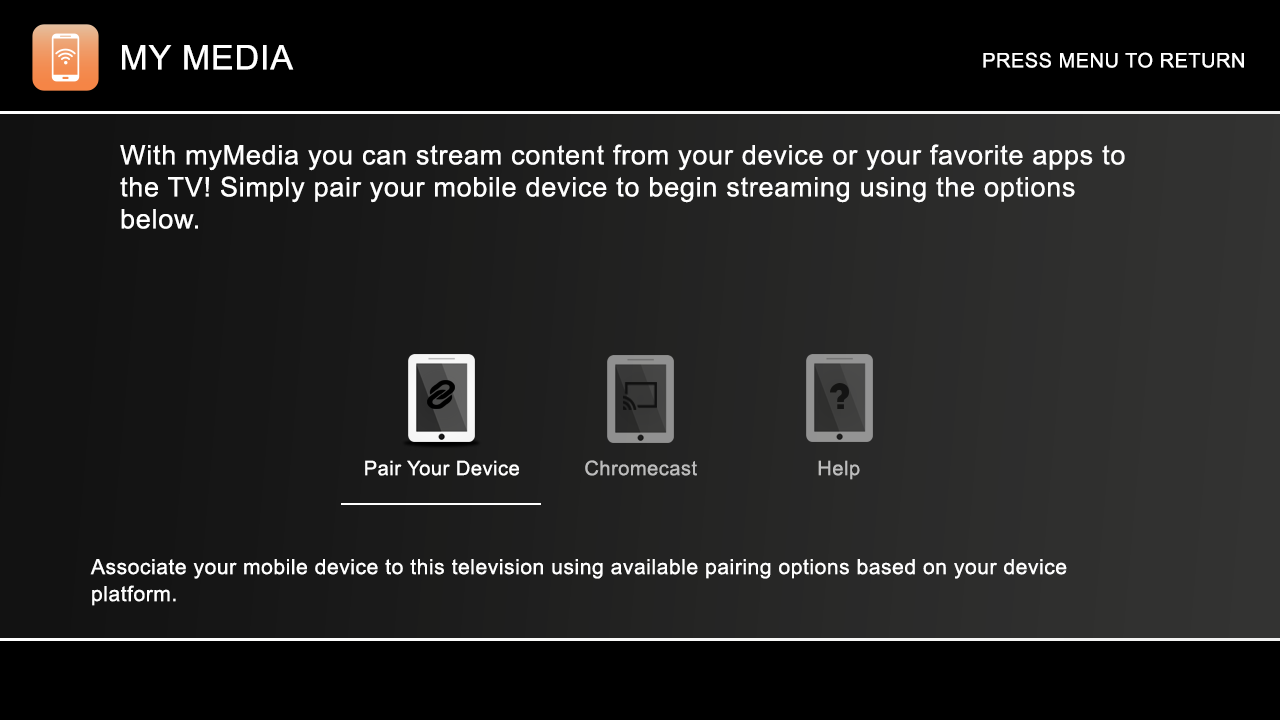 MY MEDIA
PRESS MENU TO RETURN
With myMedia you can stream content from your device or your favorite apps to
the TV! Simply pair your mobile device to begin streaming using the options
below.
?
Pair Your Device
Chromecast
Help
Associate your mobile device to this television using available pairing options based on your device
platform.